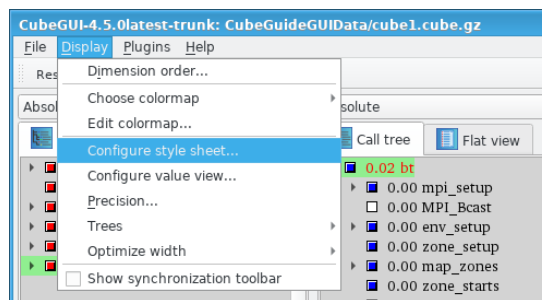 CubeGUI-4.5.0latest-trunk: CubeGuideGUIData/cube1.cube.gz
File Display Plugins Help
Res
Dimension order...
Absol
Choose colormap
solute
Edit colormap...
Configure style sheet...
Call tree
Flat view
Configure value view...
0.02 bt
Precision...
0.00 mpi_setup
0.00 MPI_Bcast
Trees
0.00 env_setup
Optimize width
0.00 zone_setup
0.00 map_zones
Show synchronization toolbar
0.00 zone_starts